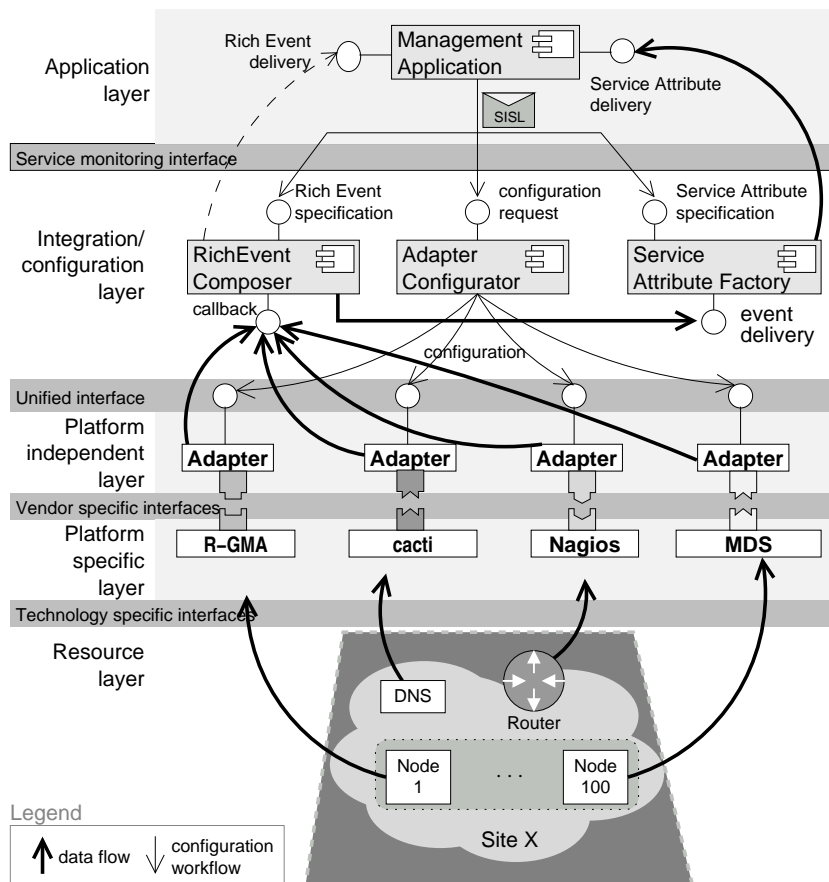 Rich Event
delivery
Management
Application
Application
layer
Service Attribute
delivery
SISL
Service monitoring interface
Rich Event
specification
configuration
request
Service Attribute
specification
Integration/
configuration
layer
RichEvent
Composer
Adapter
Configurator
Service
Attribute Factory
callback
event
delivery
configuration
Unified interface
Platform
independent
layer
Adapter
Adapter
Adapter
Adapter
Vendor specific interfaces
Platform
specific
layer
R-GMA
cacti
Nagios
MDS
Technology specific interfaces
Resource
layer
DNS
Router
Node
1
. . .
Node
100
Site X
Legend
data flow
configuration
workflow